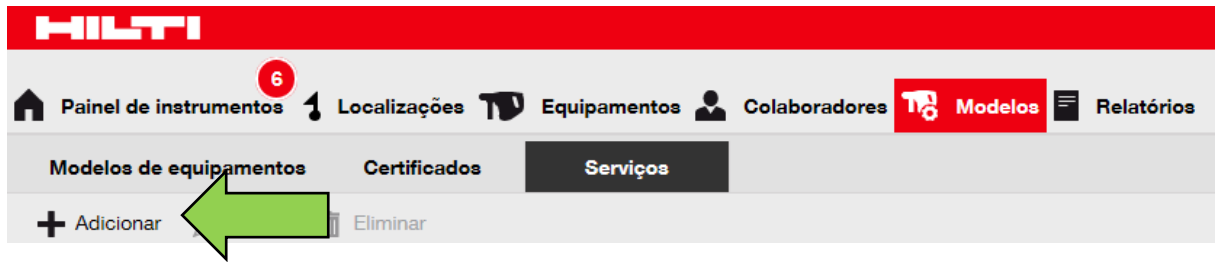 HILTI
6
Painel de instrumentos Localizações Equipamentos Colaboradores Modelos Relatórios
Modelos de equipamentos Certificados Serviços
Adicionar Eliminar